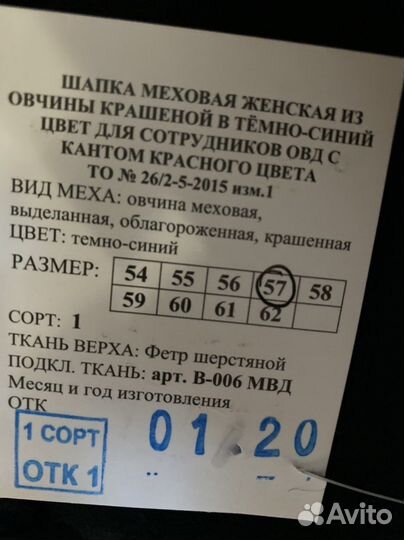 ШАПКА МЕХОВАЯ ЖЕНСКАЯ ИЗ
ОВЧИНЫ КРАШЕНОЙ В ТЁМНО-СИНИЙ
ЦВЕТ ДЛЯ СОТРУДНИКОВ ОВД С
КАНТОМ КРАСНОГО ЦВЕТА
ТО № 26/2-5-2015 изм.1
ВИД МЕХА: овчина меховая,
выделанная, облагороженная, крашенная
ЦВЕТ: темно-синий
РАЗМЕР: 54 55 56 57 58
59 60 61 62
СОРТ: 1
ТКАНЬ ВЕРХА: Фетр шерстяной
ПОДКЛ. ТКАНЬ: арт. В-006 МВД
Месяц и год изготовления
ОТК
01 20
1 СОРТ
ОТК 1
Avito